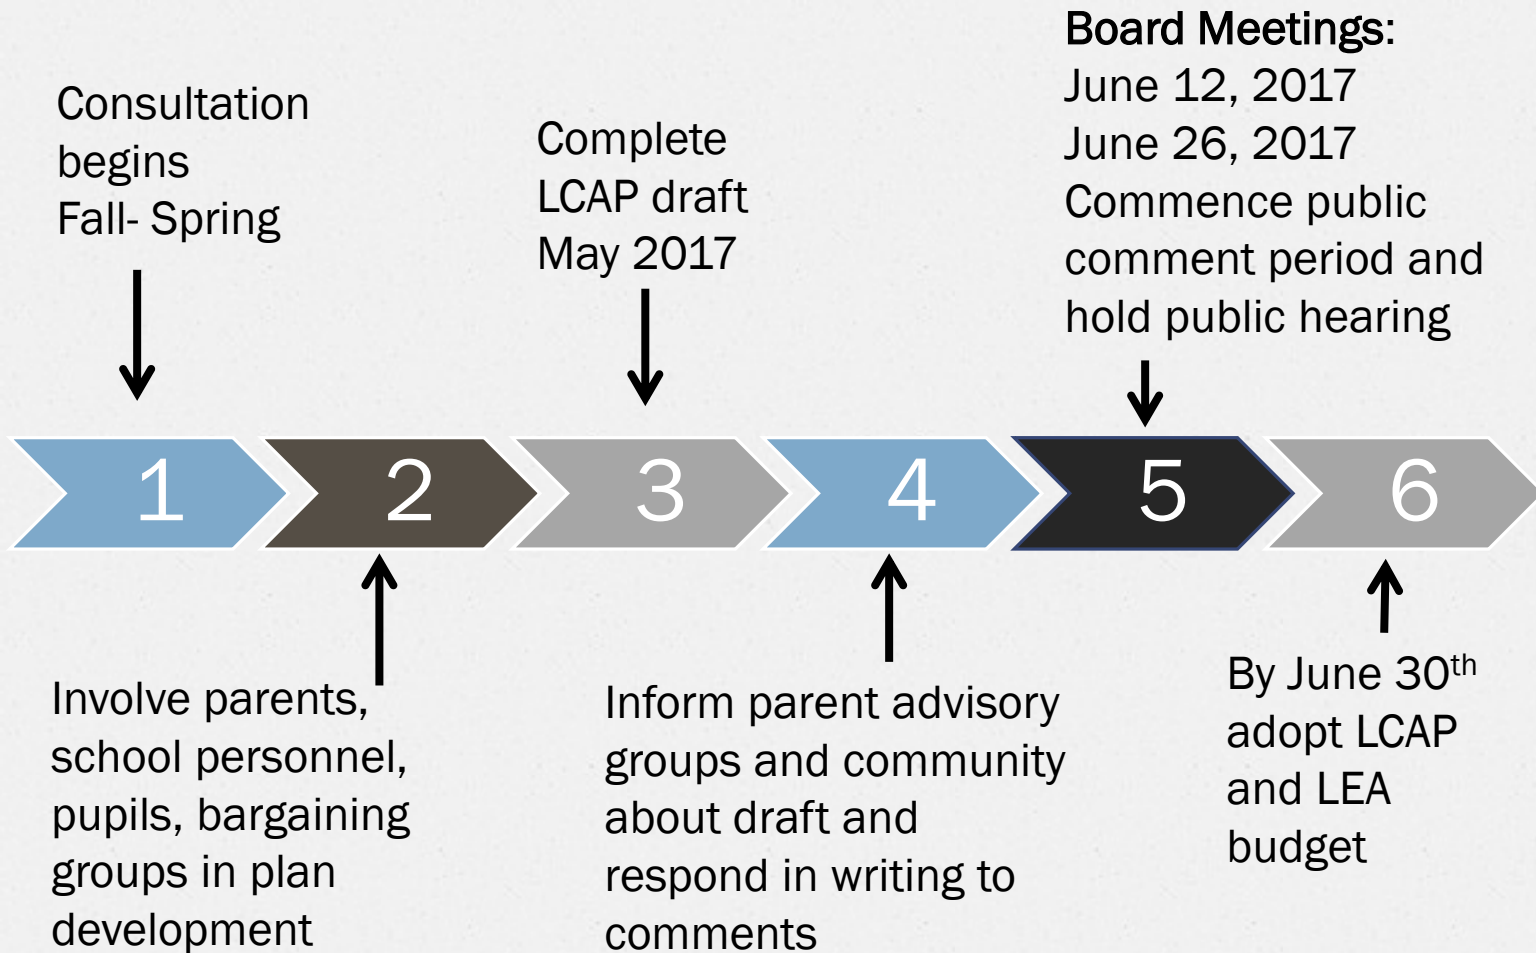 Board Meetings:
June 12, 2017
June 26, 2017
Commence public
comment period and
hold public hearing
Consultation
begins
Fall- Spring
Complete
LCAP draft
May 2017
1
2
3
4
5
6
Involve parents,
school personnel,
pupils, bargaining
groups in plan
development
Inform parent advisory
groups and community
about draft and
respond in writing to
comments
By June 30th
adopt LCAP
and LEA
budget